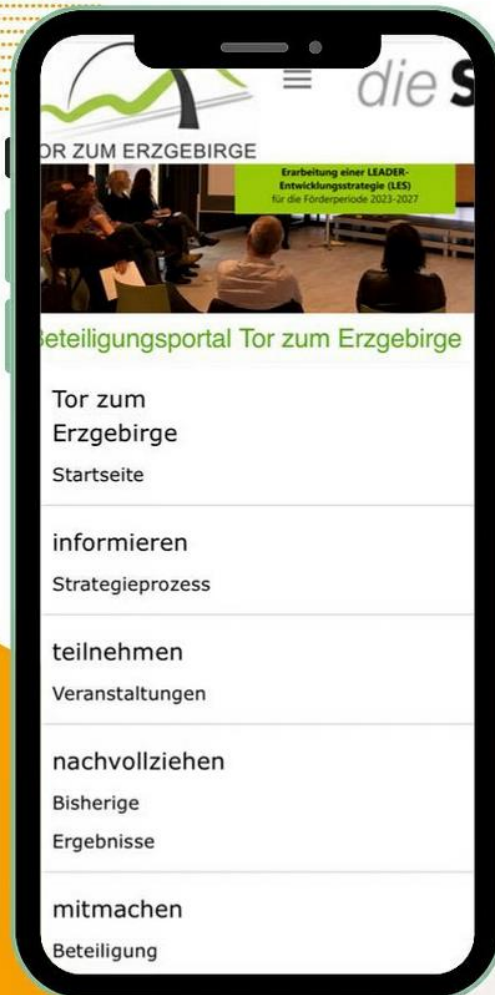 die S
OR ZUM ERZGEBIRGE
Erarbeitung einer LEADER-
Entwicklungsstrategie (LES)
für die Förderperiode 2023-2027
Beteiligungsportal Tor zum Erzgebirge
Tor zum
Erzgebirge
Startseite
informieren
Strategieprozess
teilnehmen
Veranstaltungen
nachvollziehen
Bisherige
Ergebnisse
mitmachen
Beteiligung